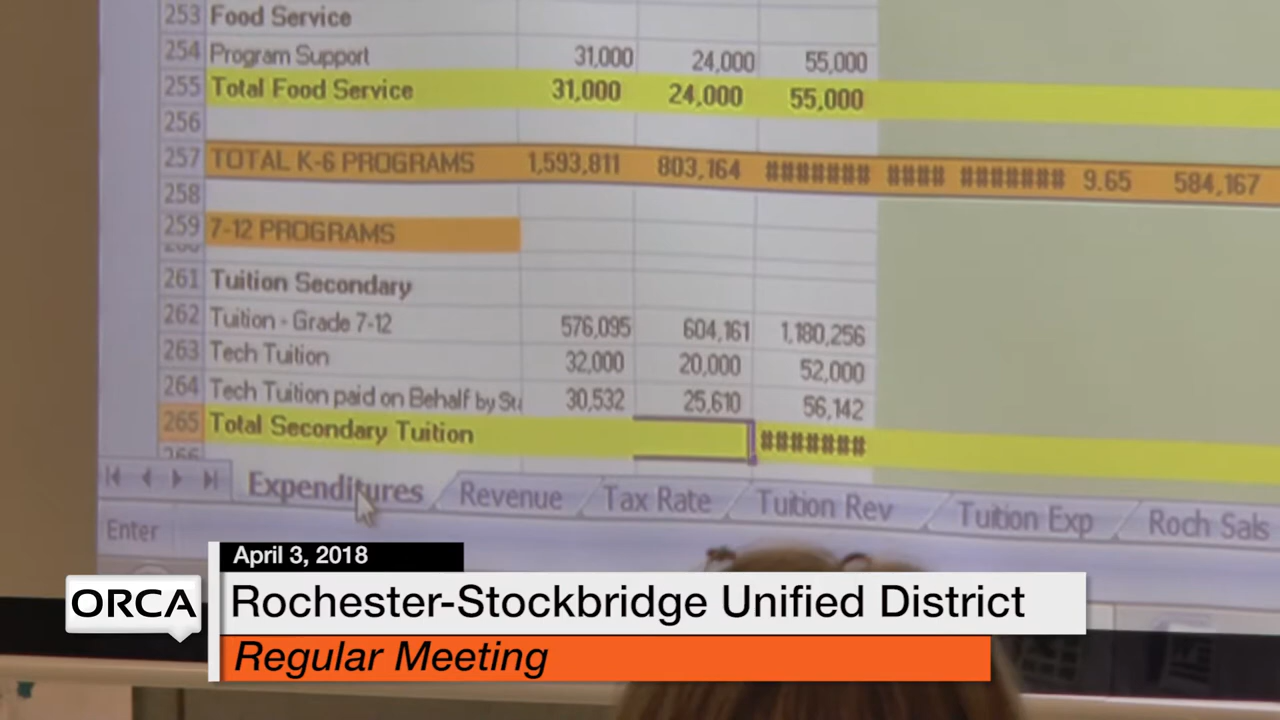 253 Food Service
254 Program Support 31,000 24,000 55,000
255 Total Food Service 31,000 24,000 55,000
256
257 TOTAL K-6 PROGRAMS 1,593,811 803,164 ####### #### ####### 9.65 584,167
258
259 7-12 PROGRAMS
261 Tuition Secondary
262 Tuition - Grade 7-12 576,095 604,161 1,180,256
263 Tech Tuition 32,000 20,000 52,000
264 Tech Tuition paid on Behalf by Stu 30,532 25,610 56,142
265 Total Secondary Tuition #######
Expenditures Revenue Tax Rate Tuition Rev Tuition Exp Roch Sals
Enter
April 3, 2018
ORCA Rochester-Stockbridge Unified District
Regular Meeting